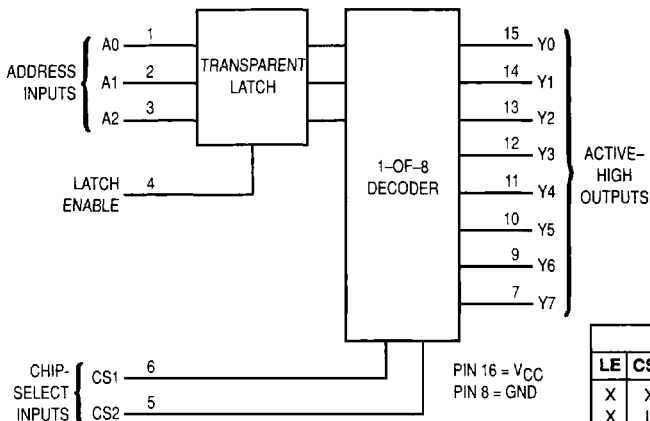 ADDRESS
INPUTS
A0 1
A1 2
A2 3
TRANSPARENT
LATCH
LATCH
ENABLE
4
1–OF–8
DECODER
15 Y0
14 Y1
13 Y2
12 Y3
11 Y4
10 Y5
9 Y6
7 Y7
ACTIVE–
HIGH
OUTPUTS
CHIP-
SELECT
INPUTS
CS1 6
CS2 5
PIN 16 = VCC
PIN 8 = GND
LE
X
X